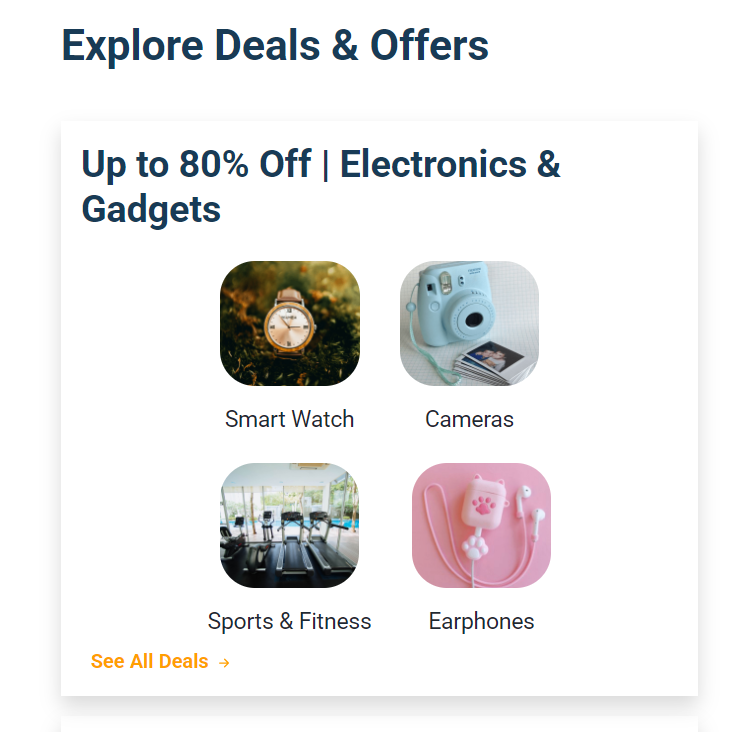 Explore Deals & Offers
Up to 80% Off | Electronics &
Gadgets
Smart Watch
Cameras
Sports & Fitness
Earphones
See All Deals →